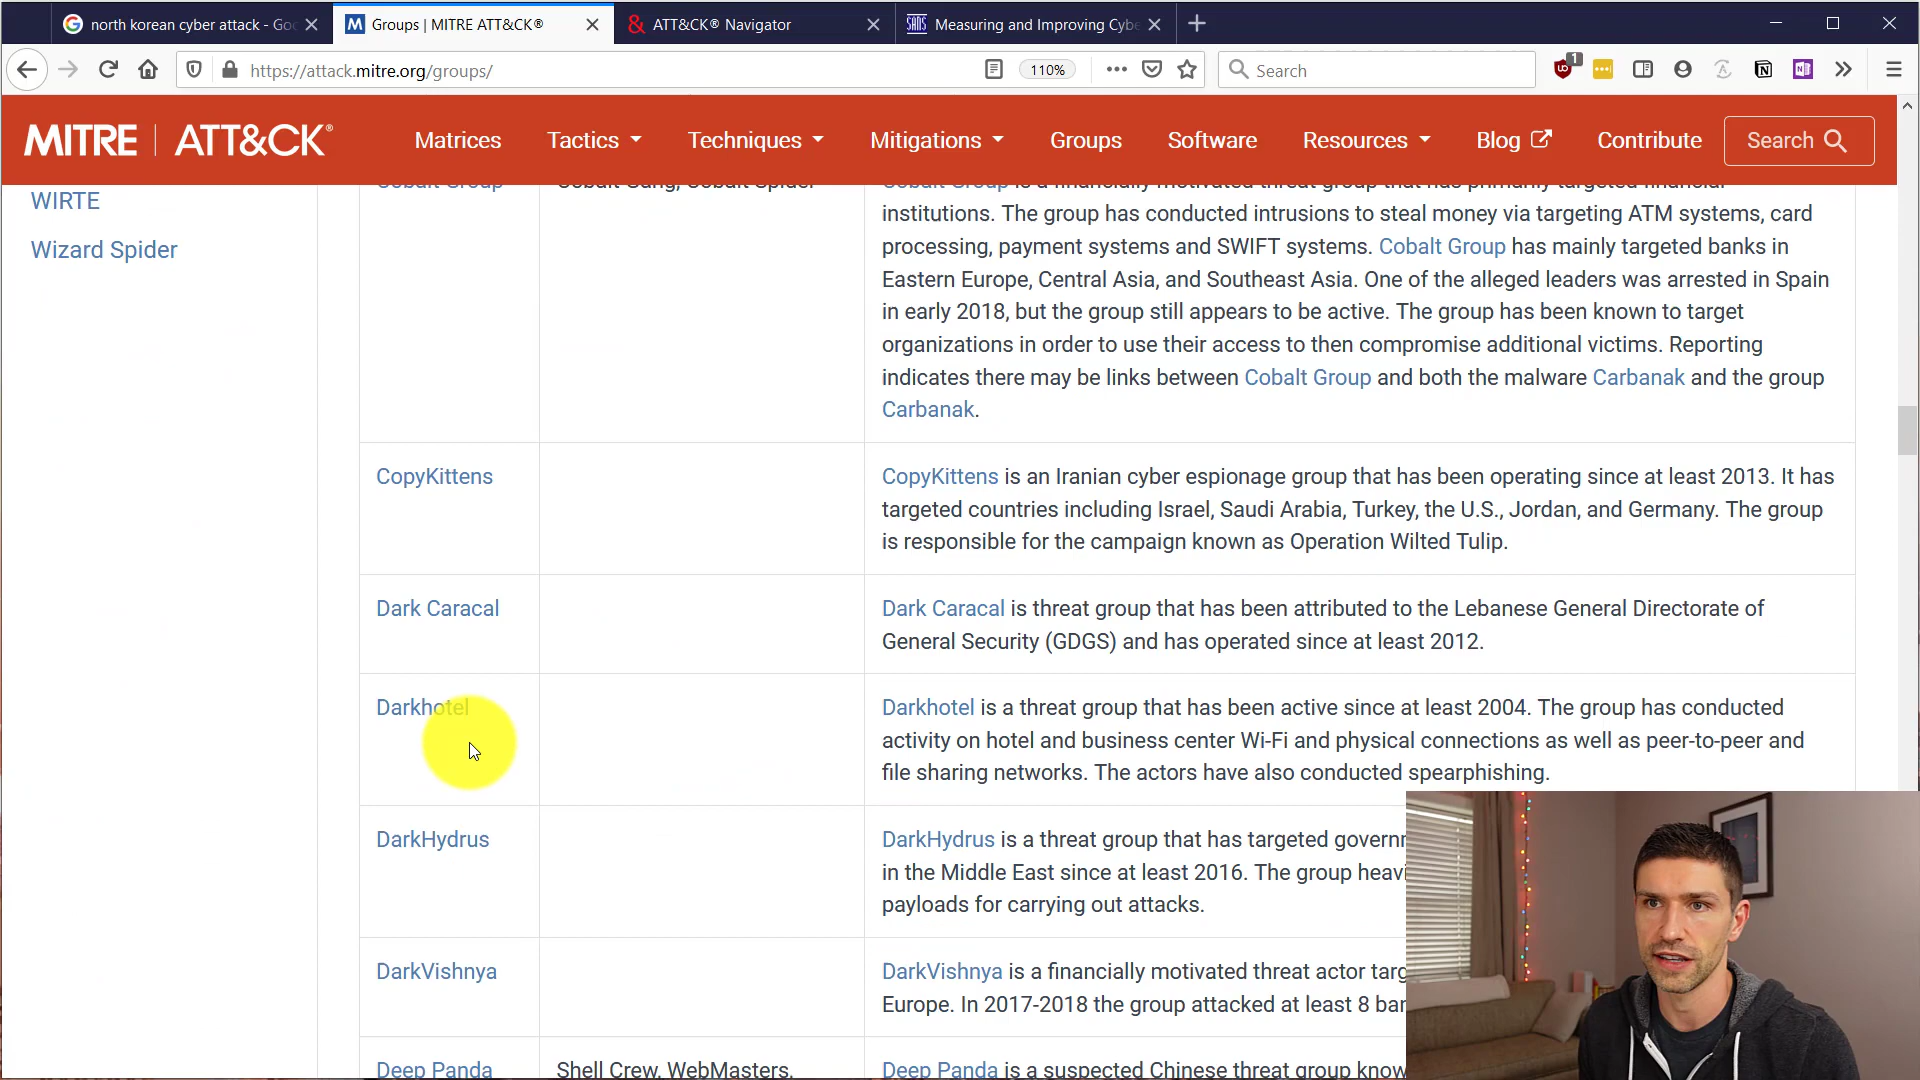 north korean cyber attack - Goo
Groups | MITRE ATT&CK®
ATT&CK® Navigator
SANS Measuring and Improving Cybe
https://attack.mitre.org/groups/
110%
Search
1
MITRE | ATT&CK®
Matrices
Tactics
Techniques
Mitigations
Groups
Software
Resources
Blog
Contribute
Search
WIRTE
Wizard Spider
Cobalt Group
Cobalt Gang, Cobalt Spider
Cobalt Group is a financially motivated threat group that has primarily targeted financial
institutions. The group has conducted intrusions to steal money via targeting ATM systems, card
processing, payment systems and SWIFT systems. Cobalt Group has mainly targeted banks in
Eastern Europe, Central Asia, and Southeast Asia. One of the alleged leaders was arrested in Spain
in early 2018, but the group still appears to be active. The group has been known to target
organizations in order to use their access to then compromise additional victims. Reporting
indicates there may be links between Cobalt Group and both the malware Carbanak and the group
Carbanak.
CopyKittens
CopyKittens is an Iranian cyber espionage group that has been operating since at least 2013. It has
targeted countries including Israel, Saudi Arabia, Turkey, the U.S., Jordan, and Germany. The group
is responsible for the campaign known as Operation Wilted Tulip.
Dark Caracal
Dark Caracal is threat group that has been attributed to the Lebanese General Directorate of
General Security (GDGS) and has operated since at least 2012.
Darkhotel
Darkhotel is a threat group that has been active since at least 2004. The group has conducted
activity on hotel and business center Wi-Fi and physical connections as well as peer-to-peer and
file sharing networks. The actors have also conducted spearphishing.
DarkHydrus
DarkHydrus is a threat group that has targeted governm
in the Middle East since at least 2016. The group heavi
payloads for carrying out attacks.
DarkVishnya
DarkVishnya is a financially motivated threat actor targ
Europe. In 2017-2018 the group attacked at least 8 ban
Deep Panda
Shell Crew, WebMasters,
Deep Panda is a suspected Chinese threat group know